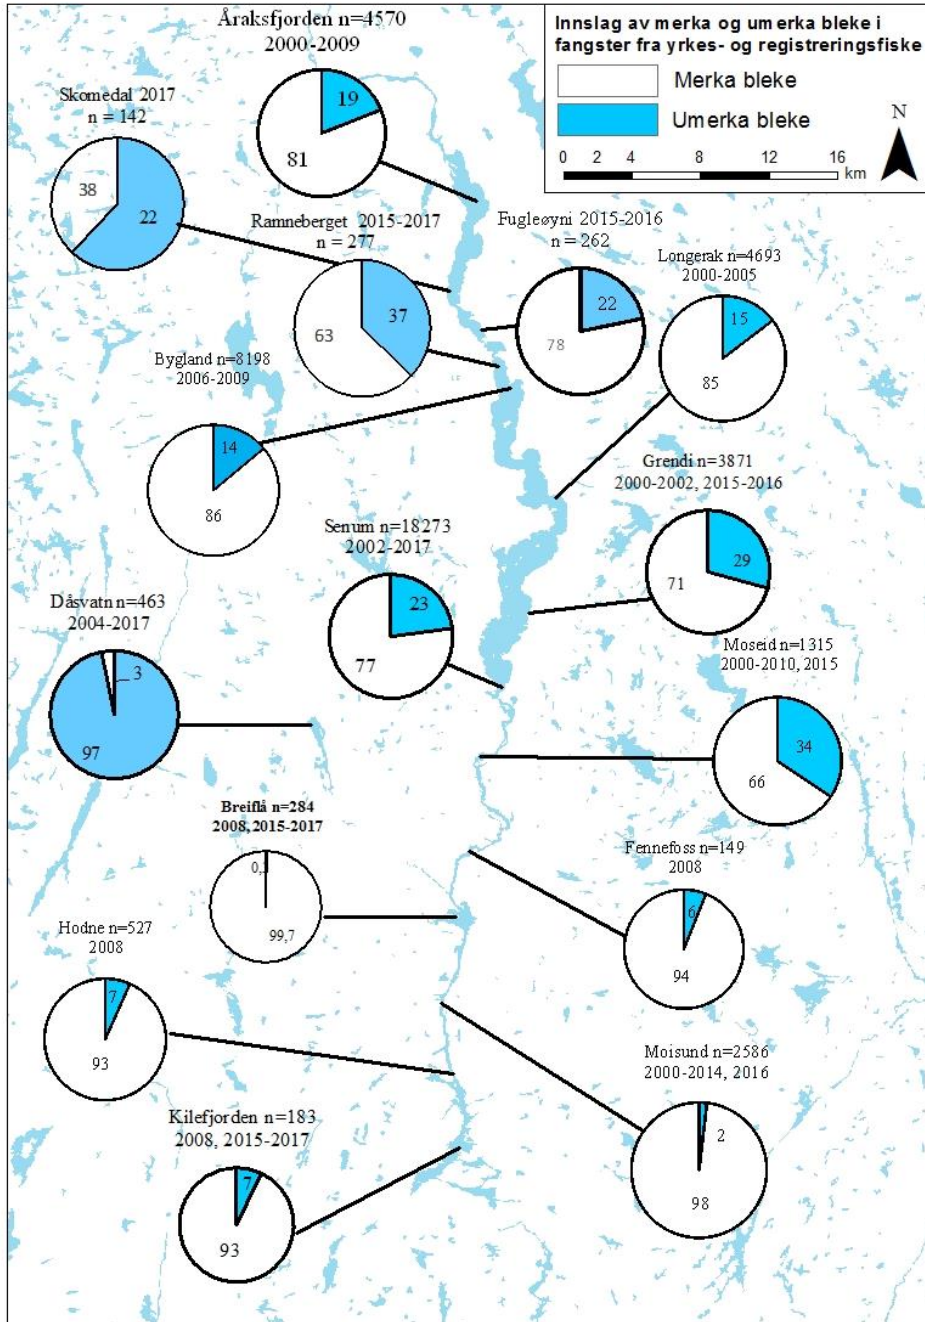 Åraksfjorden n=4570
2000-2009
19
81
Innslag av merka og umerka bleke i
fangster fra yrkes- og registreringsfiske
Merka bleke
Umerka bleke
0 2 4 8 12 16
km
N
Skomedal 2017
n = 142
38
22
Ramneberget 2015-2017
n = 277
37
63
Fugleøyni 2015-2016
n = 262
22
78
Longerak n=4693
2000-2005
15
85
Bygland n=8198
2006-2009
14
86
Grendi n=3871
2000-2002, 2015-2016
29
71
Senum n=18273
2002-2017
23
77
Dåsvatn n=463
2004-2017
3
97
Moseid n=1315
2000-2010, 2015
34
66
Breiflå n=284
2008, 2015-2017
0,
99,7
Fennefoss n=149
2008
6
94
Hodne n=527
2008
7
93
Moisund n=2586
2000-2014, 2016
2
98
Kilefjorden n=183
2008, 2015-2017
7
93